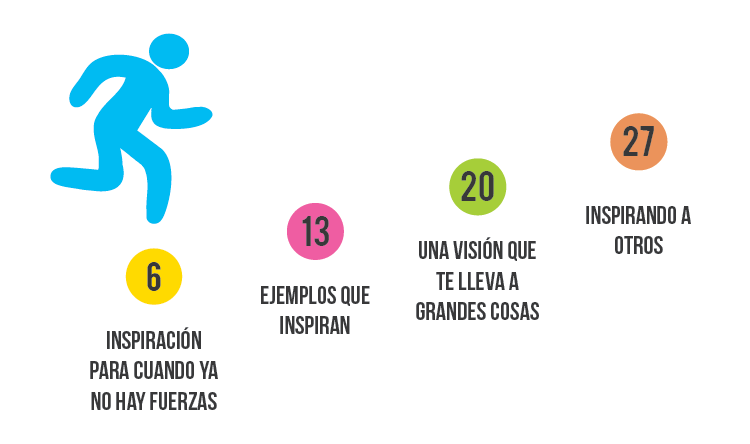 6
INSPIRACIÓN
PARA CUANDO YA
NO HAY FUERZAS
13
EJEMPLOS QUE
INSPIRAN
20
UNA VISIÓN QUE
TE LLEVA A
GRANDES COSAS
27
INSPIRANDO A
OTROS